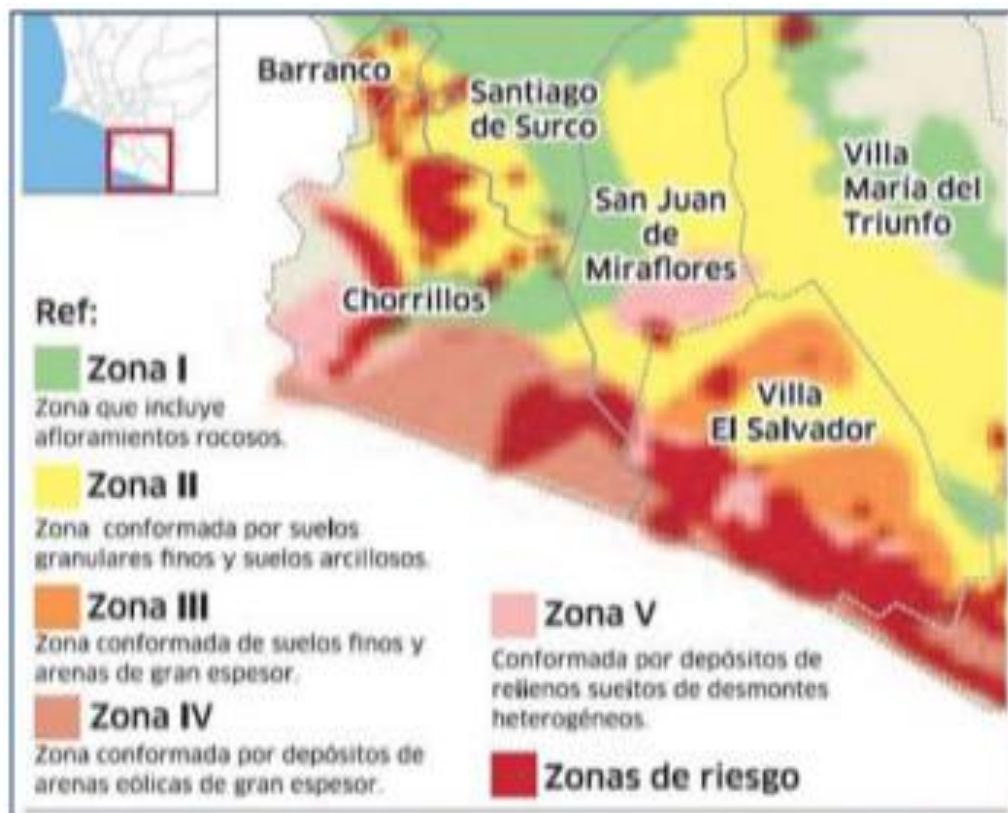 Barranco
Santiago
de Surco
Villa
María del
Triunfo
San Juan
de
Miraflores
Chorrillos
Villa
El Salvador
Ref:
Zona I
Zona que incluye
afloramientos rocosos.
Zona II
Zona conformada por suelos
granulares finos y suelos arcillosos.
Zona III
Zona conformada de suelos finos y
arenas de gran espesor.
Zona IV
Zona conformada por depósitos de
arenas eólicas de gran espesor.
Zona V
Conformada por depósitos de
rellenos sueltos de desmontes
heterogéneos.
Zonas de riesgo